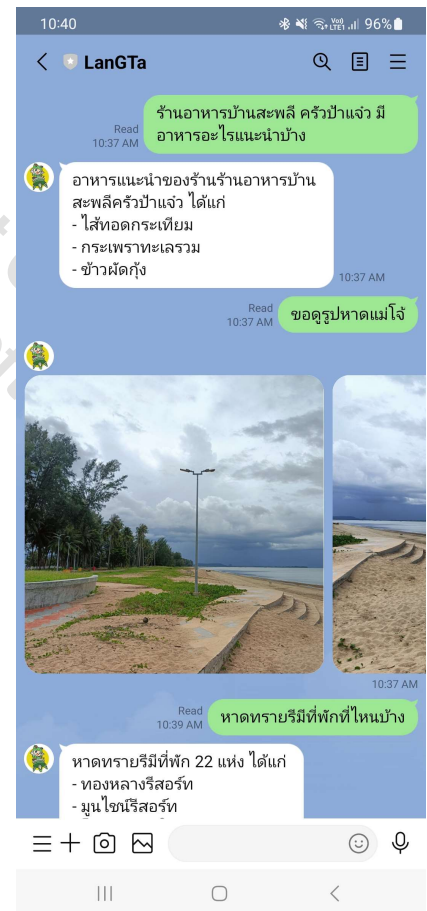 10:40
VoD
LTE1
96%
LanGTa
ร้านอาหารบ้านสะพลี ครัวป้าแจ๋ว มี
อาหารอะไรแนะนำบ้าง
Read
10:37 AM
อาหารแนะนำของร้านร้านอาหารบ้าน
สะพลีครัวป้าแจ๋ว ได้แก่
- ไส้ทอดกระเทียม
- กระเพราทะเลรวม
- ข้าวผัดกุ้ง
10:37 AM
Read
10:37 AM
ขอดูรูปหาดแม่โจ้
10:37 AM
Read
10:39 AM
หาดทรายรีมีที่พักที่ไหนบ้าง
หาดทรายรีมีที่พัก 22 แห่ง ได้แก่
- ทองหลางรีสอร์ท
- มูนไชน์รีสอร์ท